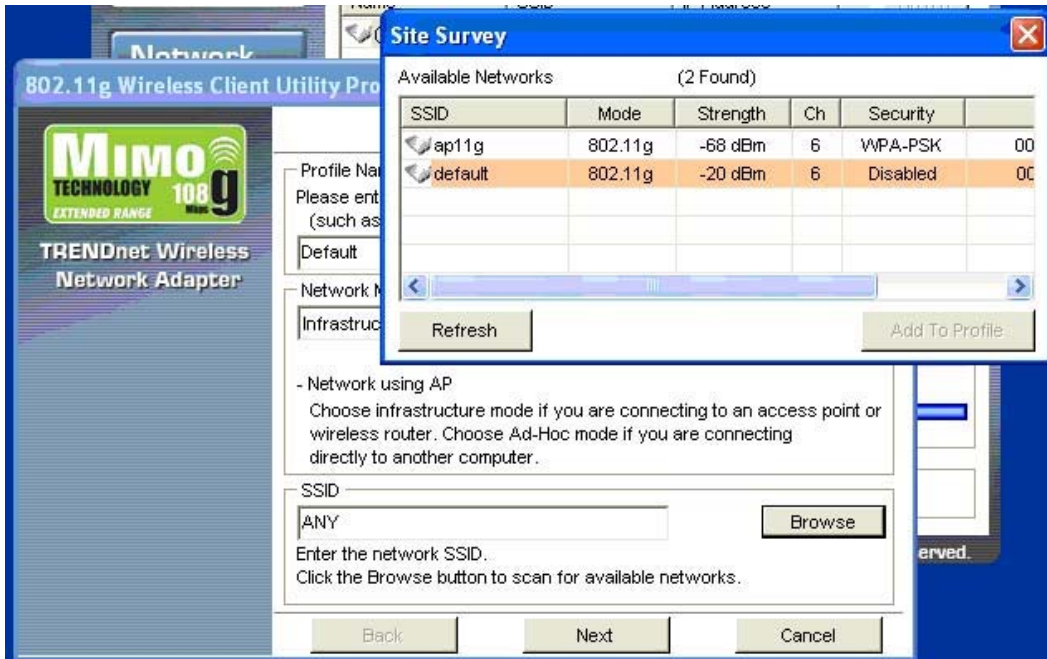 Network
Site Survey
Available Networks (2 Found)
SSID Mode Strength Ch Security
ap11g 802.11g -68 dBm 6 WPA-PSK 00
default 802.11g -20 dBm 6 Disabled 00
Refresh Add To Profile
802.11g Wireless Client Utility Pro
MIMO
TECHNOLOGY 108 g
Mbps
EXTENDED RANGE
TRENDnet Wireless
Network Adapter
Profile Na
Please ent
(such as
Default
Network M
Infrastruc
- Network using AP
Choose infrastructure mode if you are connecting to an access point or
wireless router. Choose Ad-Hoc mode if you are connecting
directly to another computer.
SSID
ANY Browse
Enter the network SSID.
Click the Browse button to scan for available networks.
erved.
Back Next Cancel